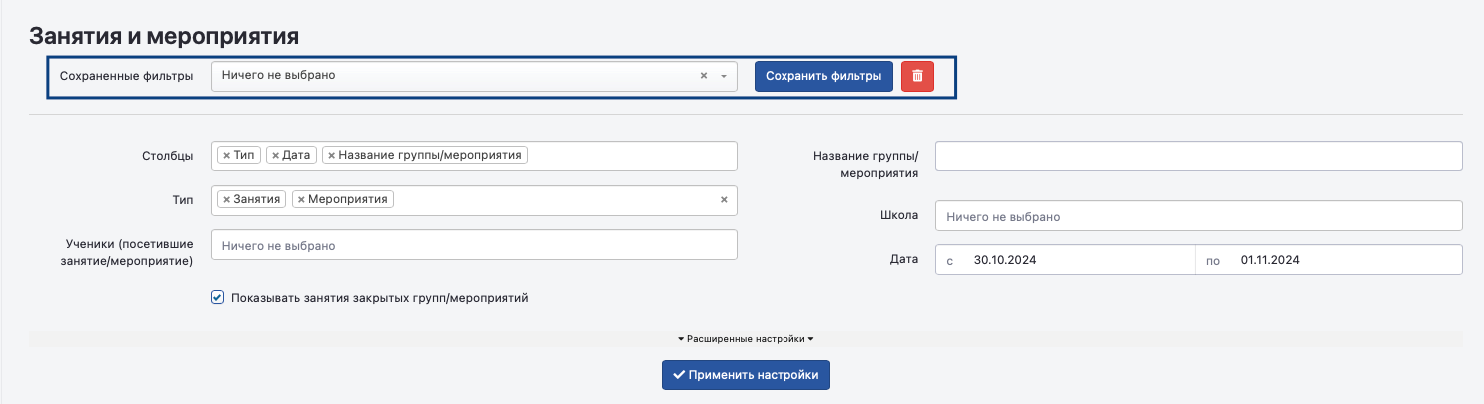 Занятия и мероприятия
Сохраненные фильтры Ничего не выбрано × Сохранить фильтры
Столбцы × Тип × Дата × Название группы/мероприятия
Название группы/
мероприятия
Тип × Занятия × Мероприятия ×
Школа Ничего не выбрано
Ученики (посетившие
занятие/мероприятие) Ничего не выбрано
Дата с 30.10.2024 по 01.11.2024
Показывать занятия закрытых групп/мероприятий
Расширенные настройки
Применить настройки